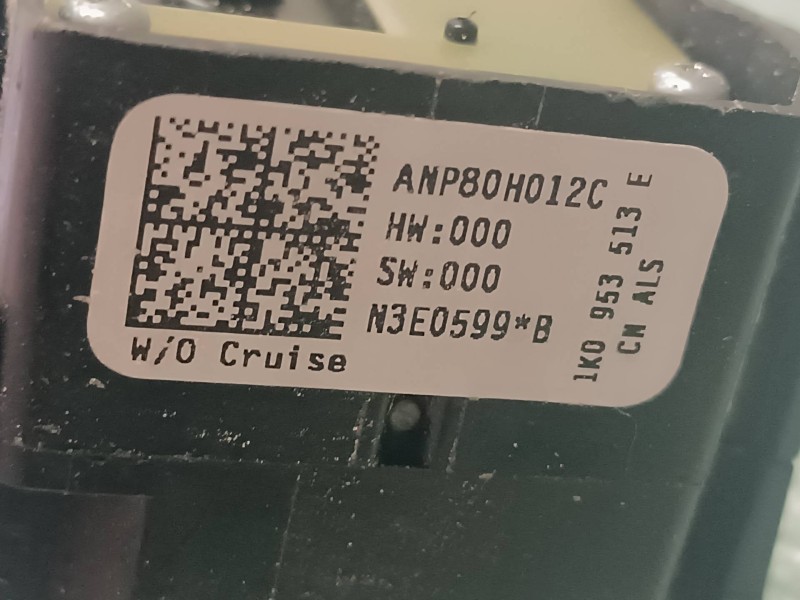 ANP80H012C
HW:000
SW:000
N3E0599*B
W/O Cruise
1K0 953 513 E
CN ALS